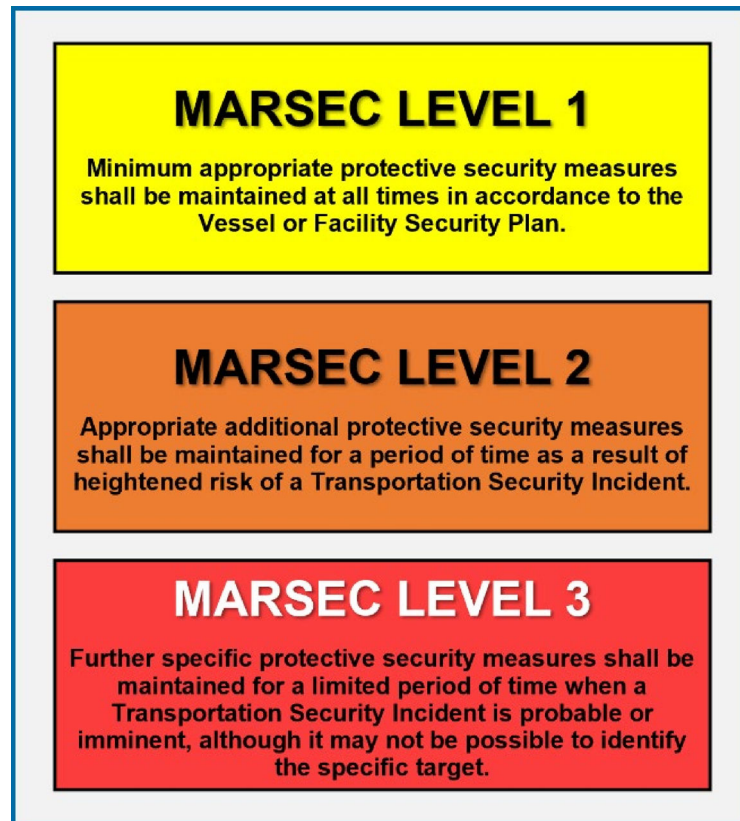 MARSEC LEVEL 1
Minimum appropriate protective security measures
shall be maintained at all times in accordance to the
Vessel or Facility Security Plan.
MARSEC LEVEL 2
Appropriate additional protective security measures
shall be maintained for a period of time as a result of
heightened risk of a Transportation Security Incident.
MARSEC LEVEL 3
Further specific protective security measures shall be
maintained for a limited period of time when a
Transportation Security Incident is probable or
imminent, although it may not be possible to identify
the specific target.